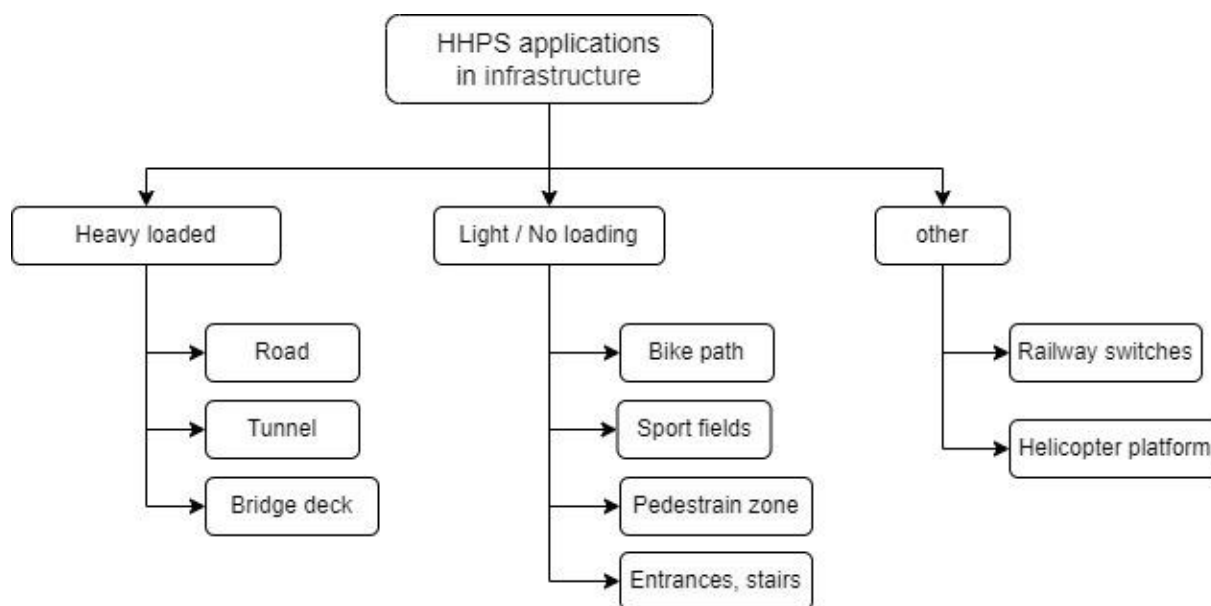 HHPS applications
in infrastructure
Heavy loaded
Light / No loading
other
Road
Bike path
Railway switches
Tunnel
Sport fields
Helicopter platform
Bridge deck
Pedestrain zone
Entrances, stairs